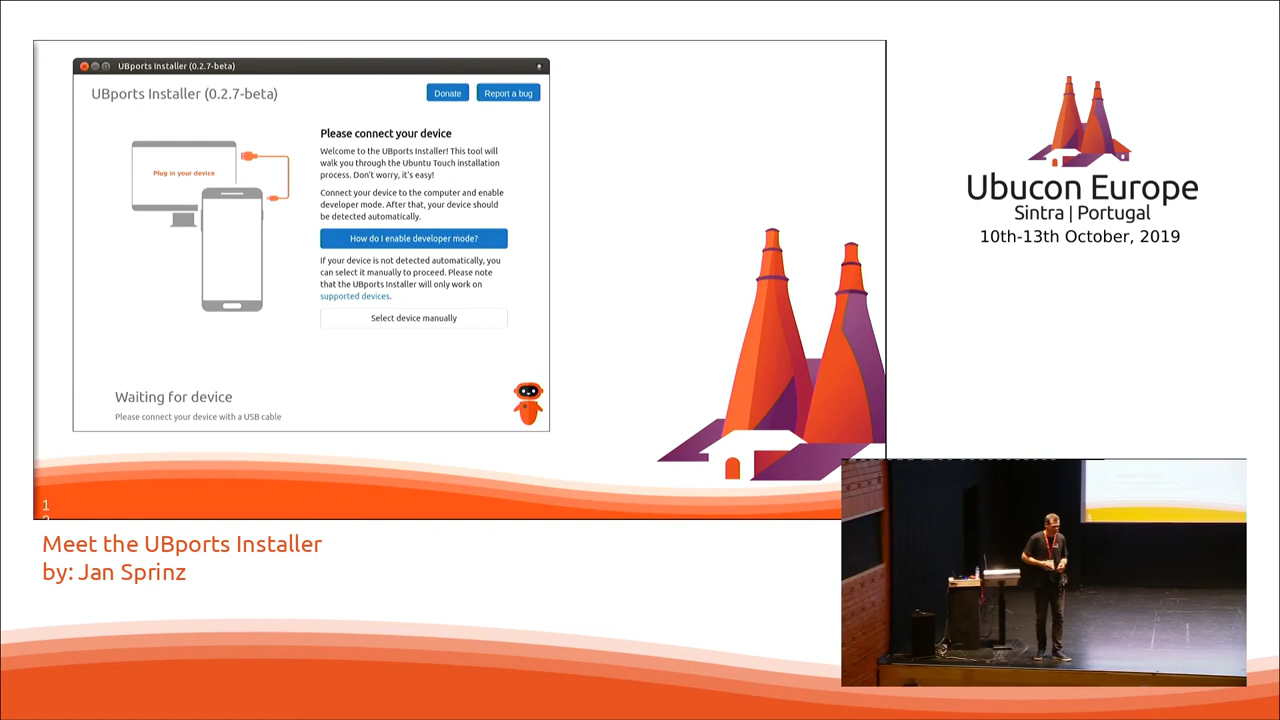 UBports Installer (0.2.7-beta)
UBports Installer (0.2.7-beta)
Donate
Report a bug
Plug in your device
Please connect your device
Welcome to the UBports Installer! This tool will
walk you through the Ubuntu Touch installation
process. Don't worry, it's easy!
Connect your device to the computer and enable
developer mode. After that, your device should
be detected automatically.
How do I enable developer mode?
If your device is not detected automatically, you
can select it manually to proceed. Please note
that the UBports Installer will only work on
supported devices.
Select device manually
Waiting for device
Please connect your device with a USB cable
1
Meet the UBports Installer
by: Jan Sprinz
Ubucon Europe
Sintra | Portugal
10th-13th October, 2019